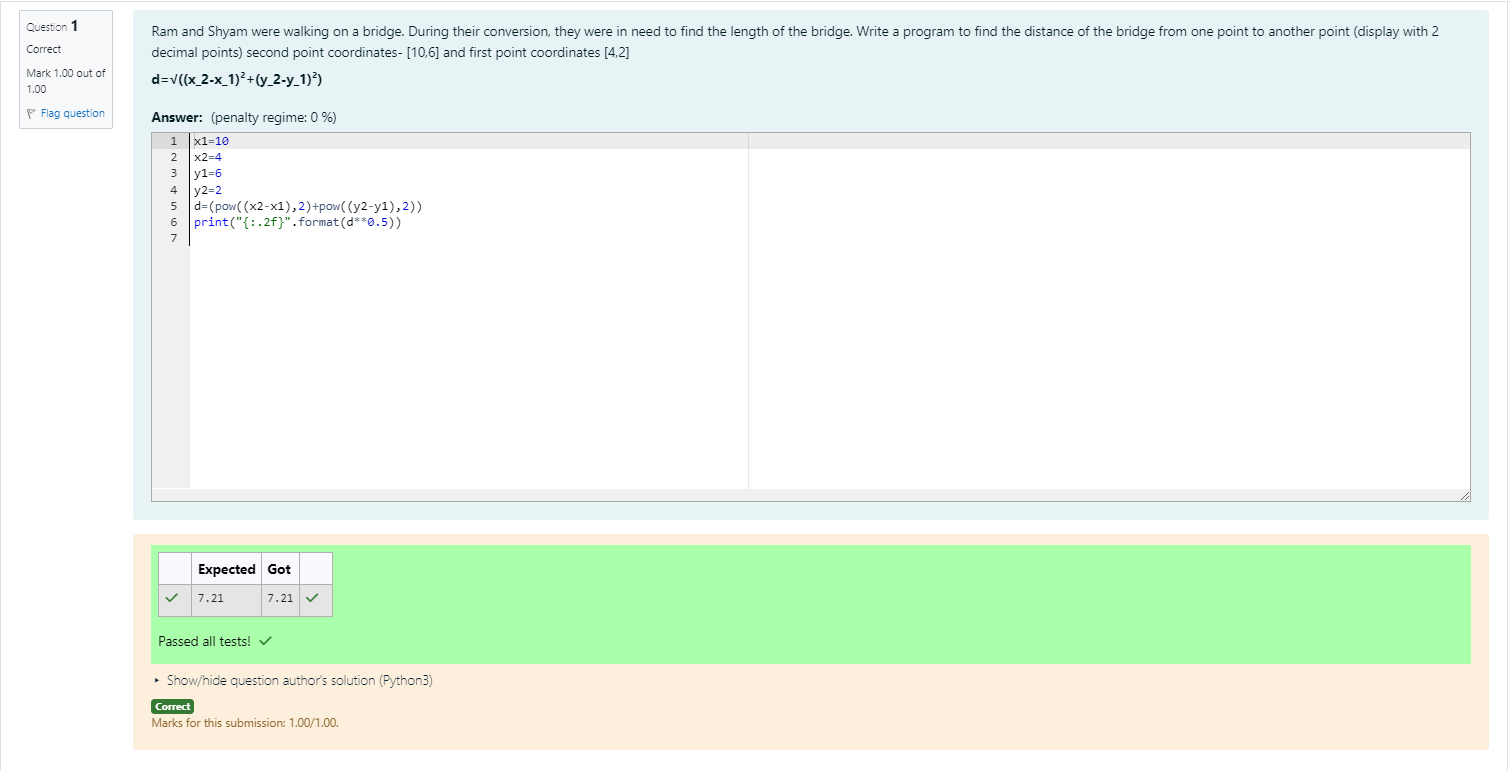 Question 1
Correct
Mark 1.00 out of
1.00
Flag question
Ram and Shyam were walking on a bridge. During their conversion, they were in need to find the length of the bridge. Write a program to find the distance of the bridge from one point to another point (display with 2
decimal points) second point coordinates- [10,6] and first point coordinates [4,2]
d=√((x_2-x_1)²+(y_2-y_1)²)
Answer: (penalty regime: 0 %)
1 x1=10
2 x2=4
3 y1=6
4 y2=2
5 d=(pow((x2-x1),2)+pow((y2-y1),2))
6 print("{:.2f}".format(d**0.5))
7
Expected Got
7.21 7.21
Passed all tests!
Show/hide question author's solution (Python3)
Correct
Marks for this submission: 1.00/1.00.